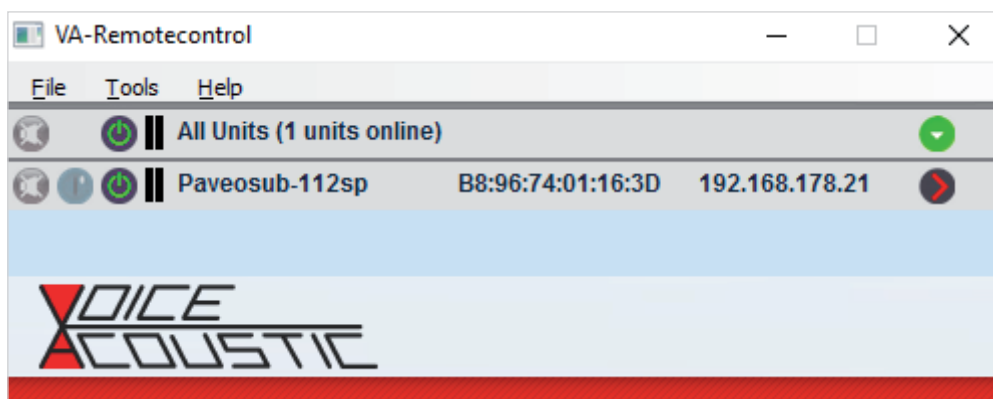 VA-Remotecontrol
File Tools Help
All Units (1 units online)
Paveosub-112sp B8:96:74:01:16:3D 192.168.178.21
VOICE
ACOUSTIC